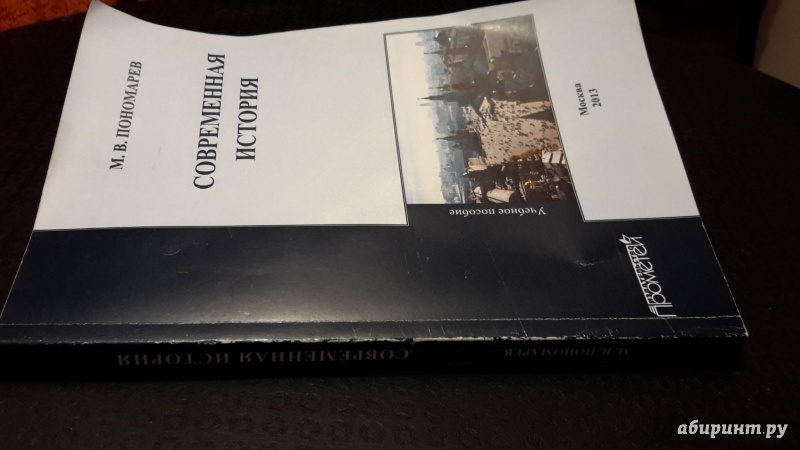 М. В. ПОНОМАРЕВ
СОВРЕМЕННАЯ
ИСТОРИЯ
Учебное пособие
Москва
2013
Прометей
СОВРЕМЕННАЯ ИСТОРИЯ
М. В. ПОНОМАРЕВ
абиринт.ру